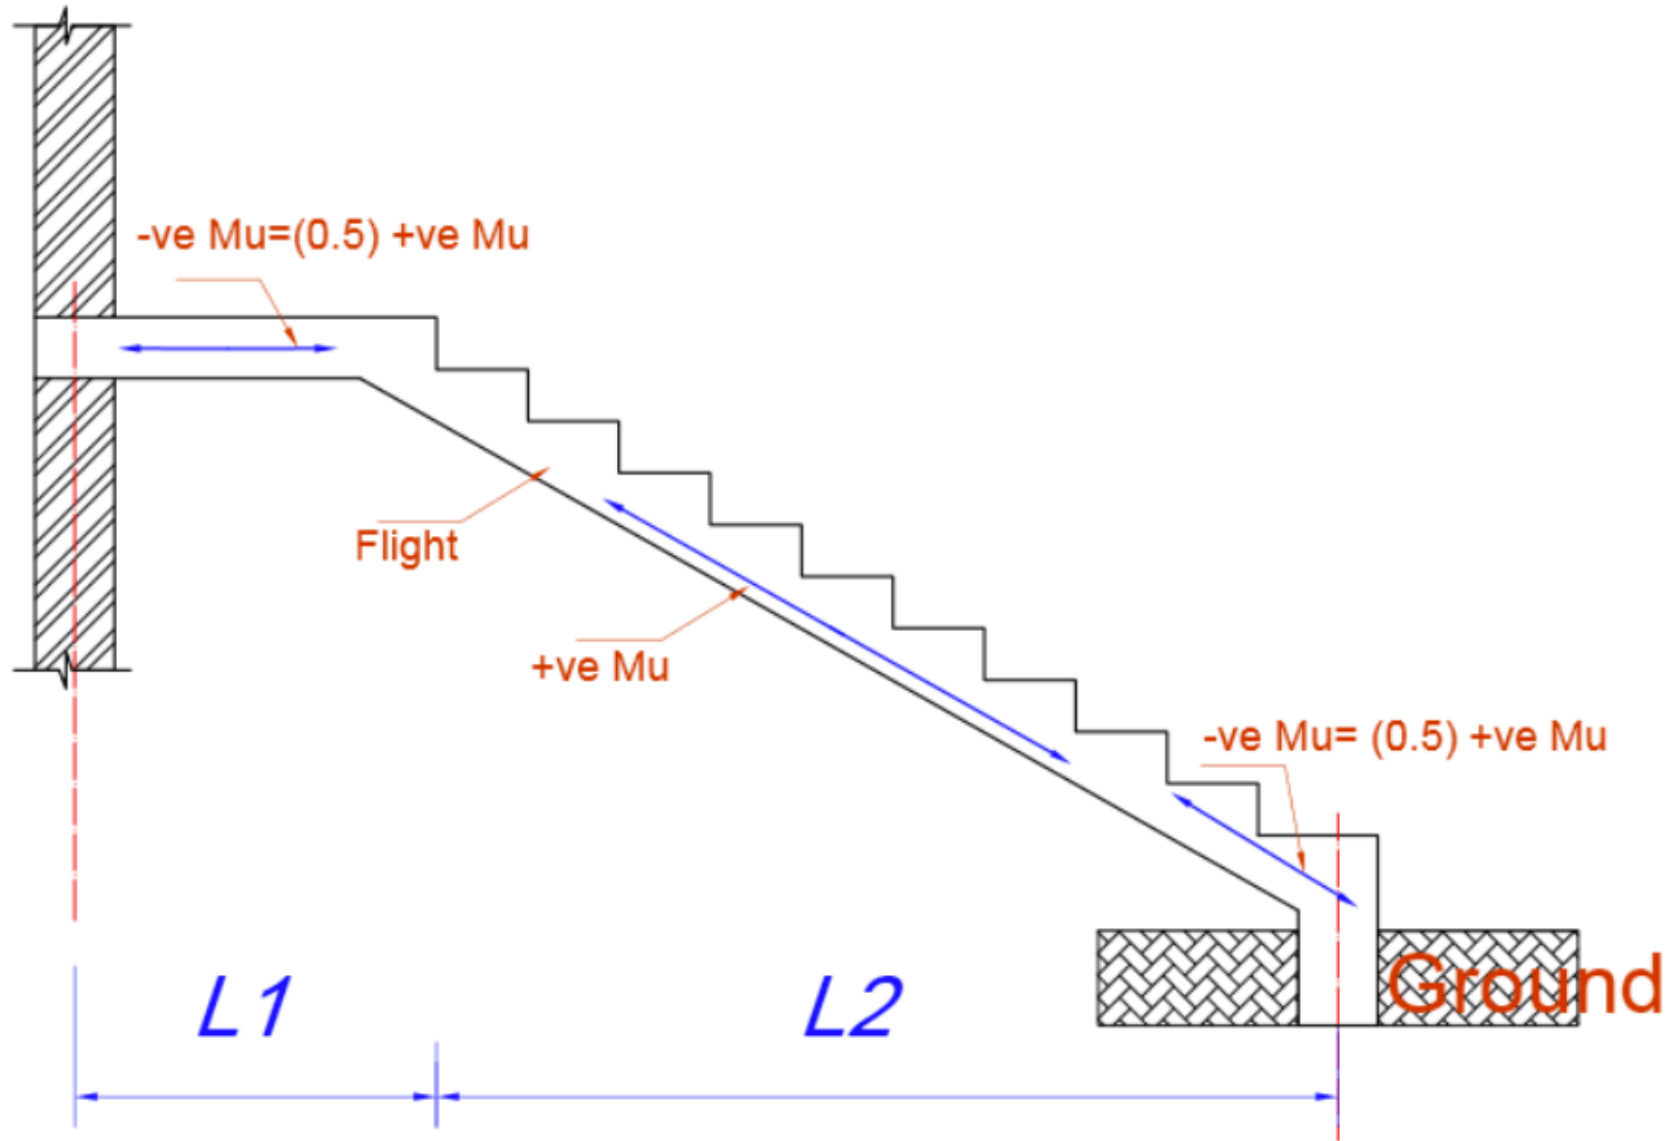 -ve Mu=(0.5) +ve Mu
Flight
+ve Mu
-ve Mu= (0.5) +ve Mu
Ground
L1
L2